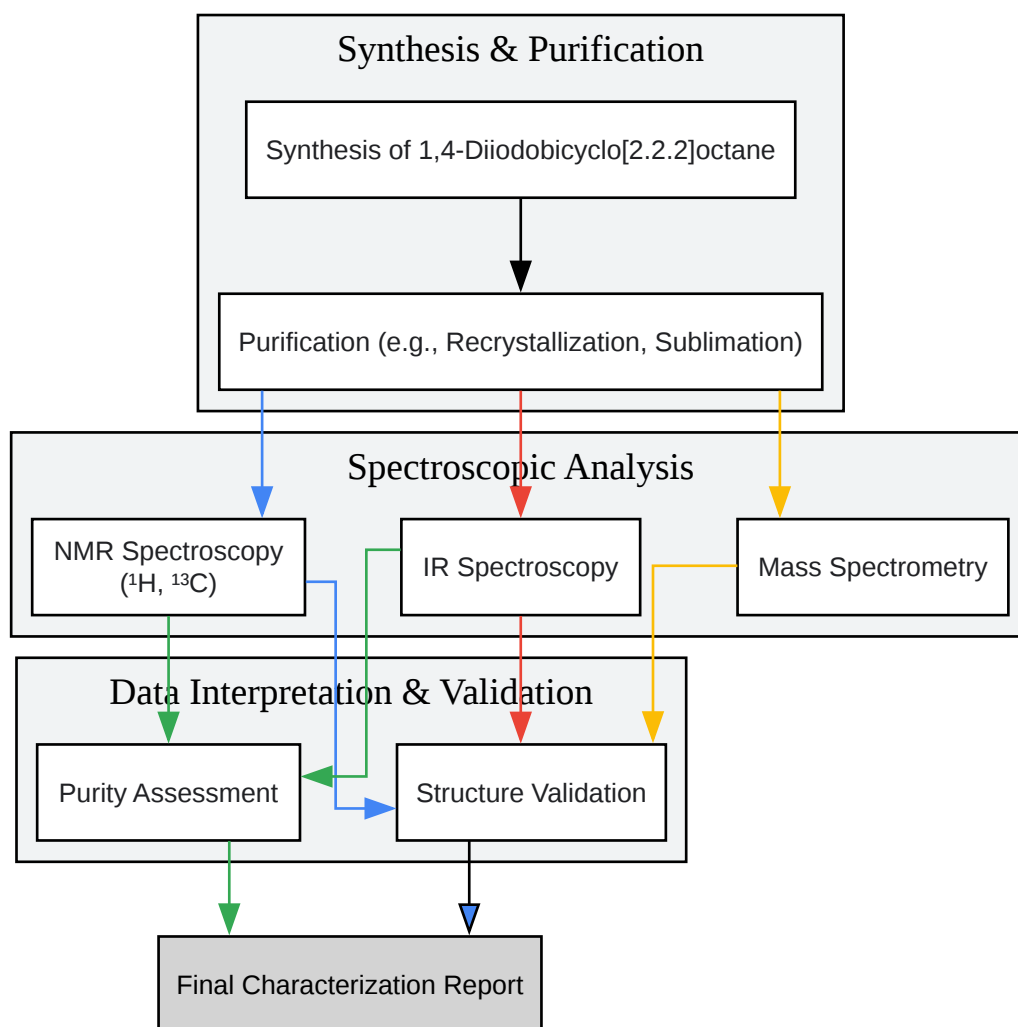 Synthesis & Purification
Synthesis of 1,4-Diiodobicyclo[2.2.2]octane
Purification (e.g., Recrystallization, Sublimation)
Spectroscopic Analysis
NMR Spectroscopy
(¹H, ¹³C)
IR Spectroscopy
Mass Spectrometry
Data Interpretation & Validation
Purity Assessment
Structure Validation
Final Characterization Report